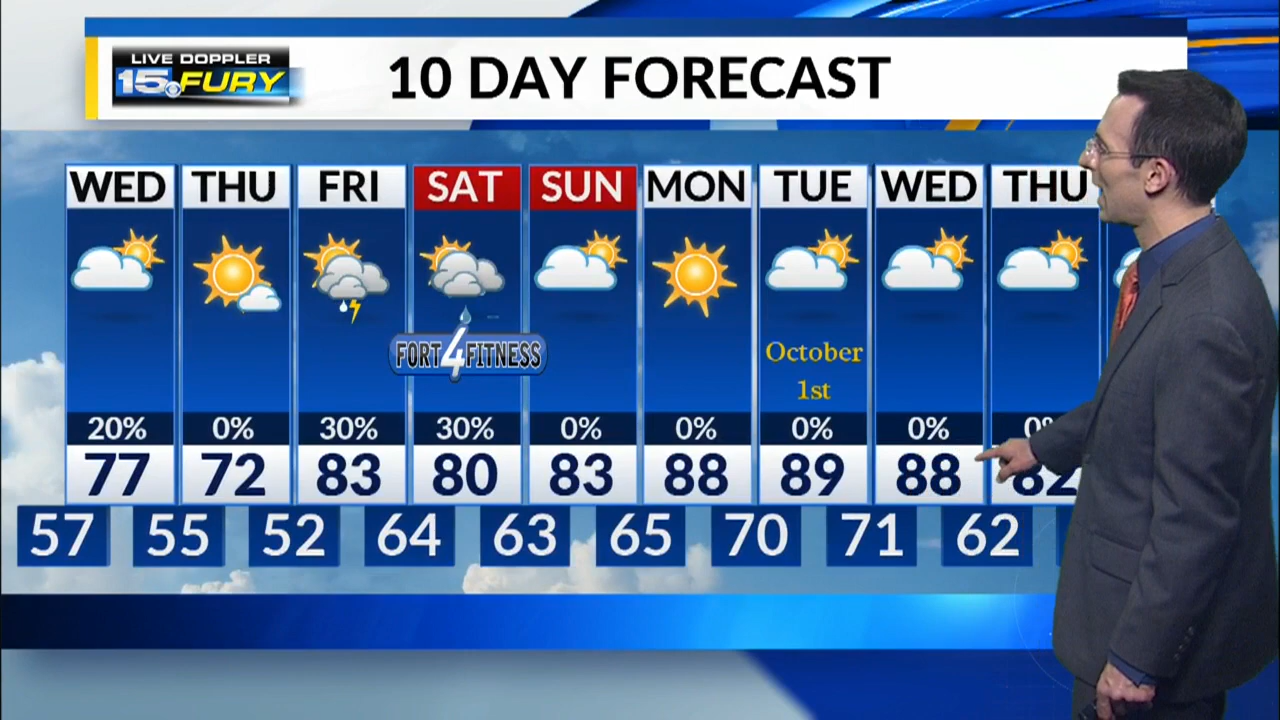 LIVE DOPPLER
15 FURY
10 DAY FORECAST
WED THU FRI SAT SUN MON TUE WED THU
FORT 4 FITNESS
October
1st
20% 0% 30% 30% 0% 0% 0% 0%
77 72 83 80 83 88 89 88 82
57 55 52 64 63 65 70 71 62